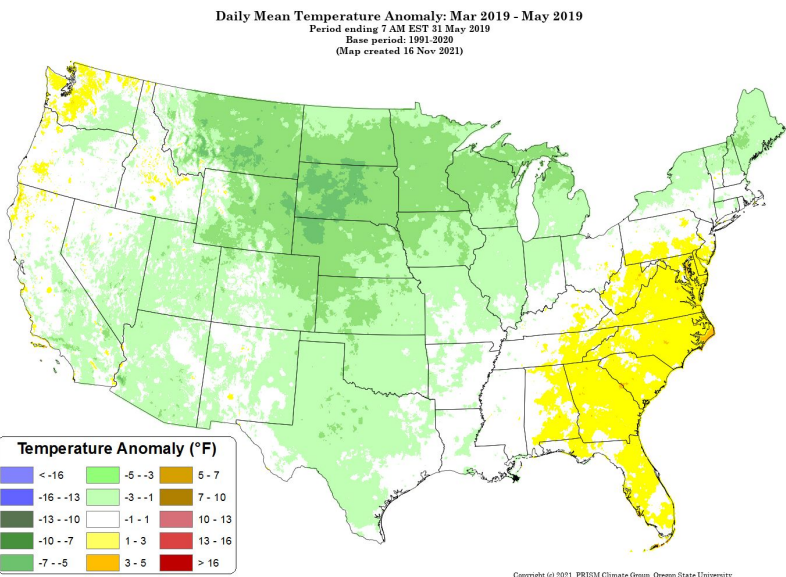 Daily Mean Temperature Anomaly: Mar 2019 - May 2019
Period ending 7 AM EST 31 May 2019
Base period: 1991-2020
(Map created 16 Nov 2021)
Temperature Anomaly (°F)
< -16
-16 - -13
-13 - -10
-10 - -7
-7 - -5
-5 - -3
-3 - -1
-1 - 1
1 - 3
3 - 5
5 - 7
7 - 10
10 - 13
13 - 16
> 16
Copyright (c) 2021, PRISM Climate Group, Oregon State University